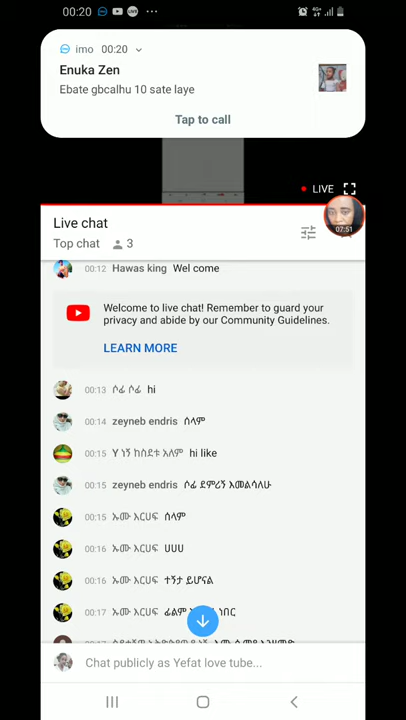 00:20
imo 00:20
Enuka Zen
Ebate gbcalhu 10 sate laye
Tap to call
LIVE
Live chat
07:51
Top chat 3
00:12 Hawas king Wel come
Welcome to live chat! Remember to guard your
privacy and abide by our Community Guidelines.
LEARN MORE
00:13 ሶፊ ሶፊ hi
00:14 zeyneb endris ሰላም
00:15 Y ነኝ ከስደቱ አለም hi like
00:15 zeyneb endris ሶፊ ደምሪኝ እመልሳለሁ
00:15 ኡሙ እርሀፍ ሰላም
00:16 ኡሙ እርሀፍ ሀሀሀ
00:16 ኡሙ እርሀፍ ተኝታ ይሆናል
00:17 ኡሙ እርሀፍ ፊልም ነበር
Chat publicly as Yefat love tube...